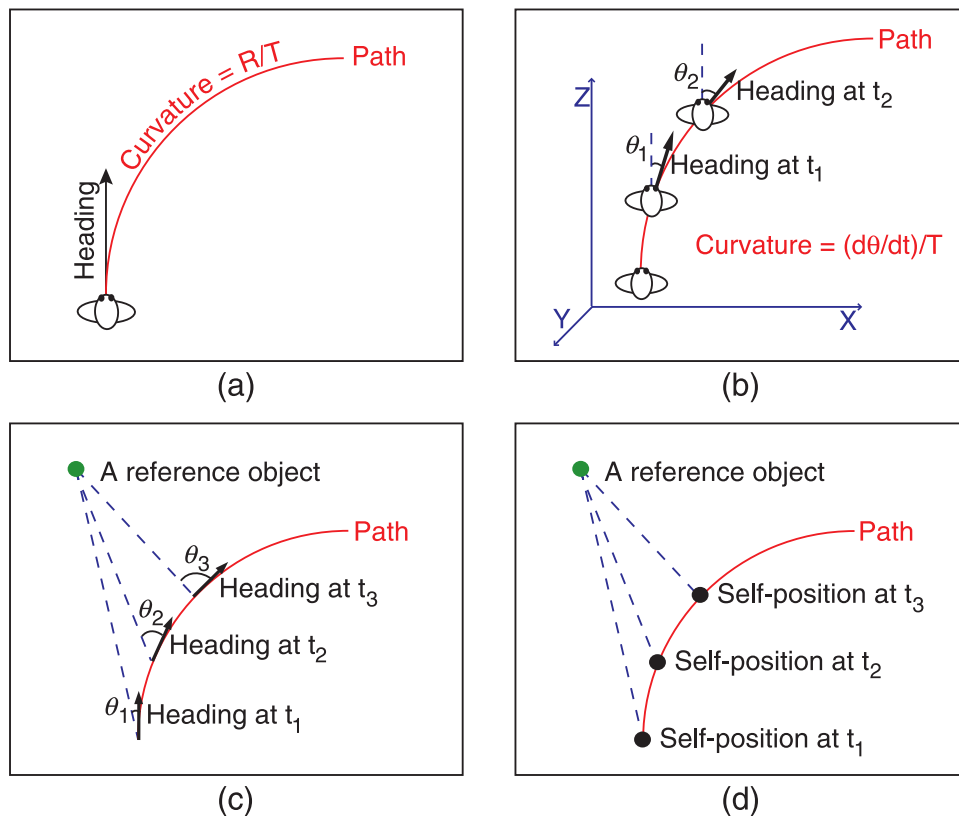 Curvature = R/T
Path
Heading
(a)
Path
Z
θ2
Heading at t2
θ1
Heading at t1
Curvature = (dθ/dt)/T
Y
X
(b)
A reference object
Path
θ3
Heading at t3
θ2
Heading at t2
θ1
Heading at t1
(c)
A reference object
Path
Self-position at t3
Self-position at t2
Self-position at t1
(d)